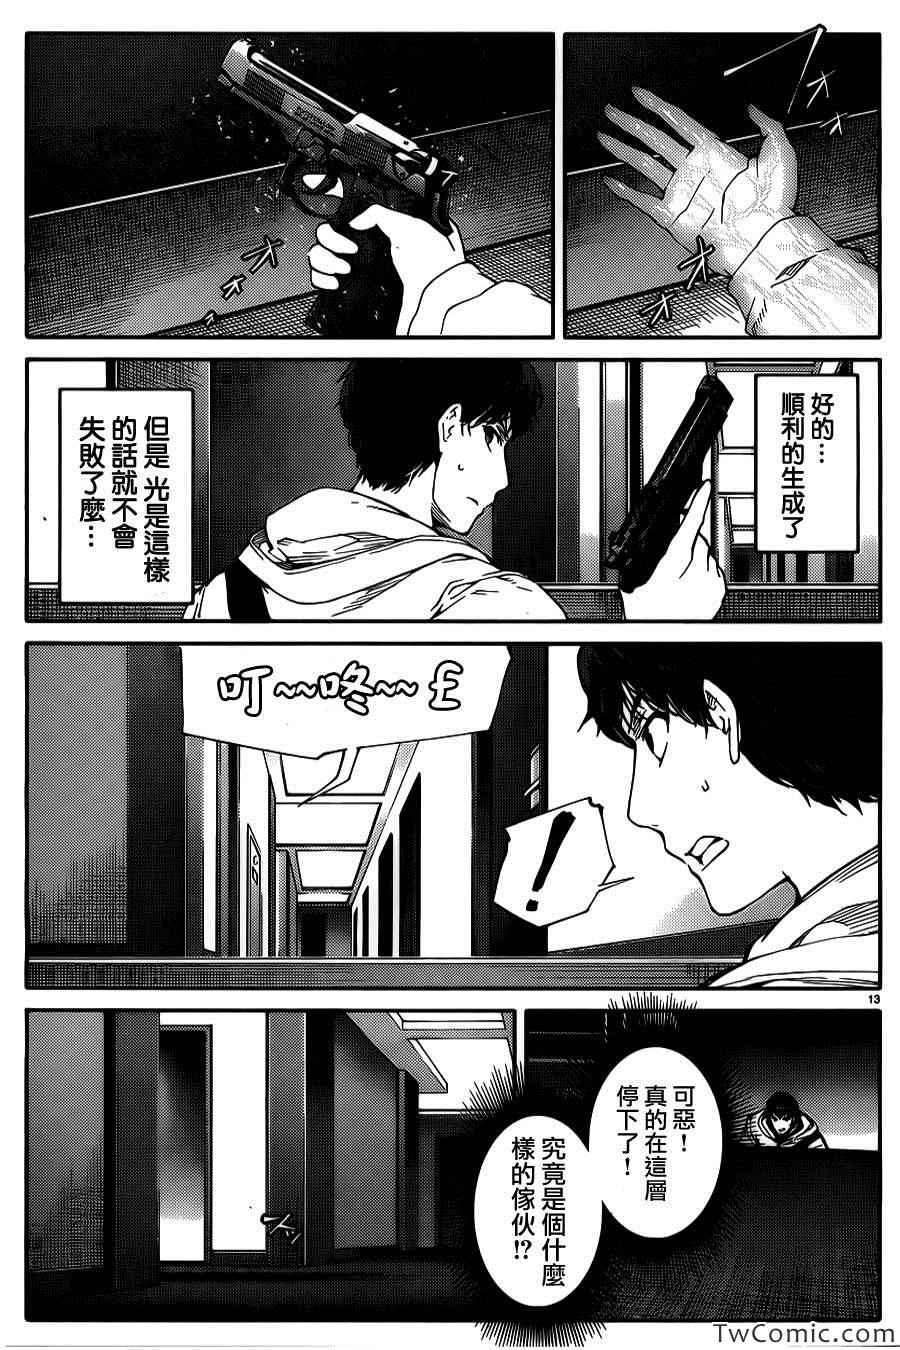 好的…
順利的生成了
但是 光是這樣
的話就不會
失敗了麼…
叮~~咚~~
!
13
可惡！
真的在這層
停下了！
究竟是個什麼
樣的傢伙!?
TwComic.com